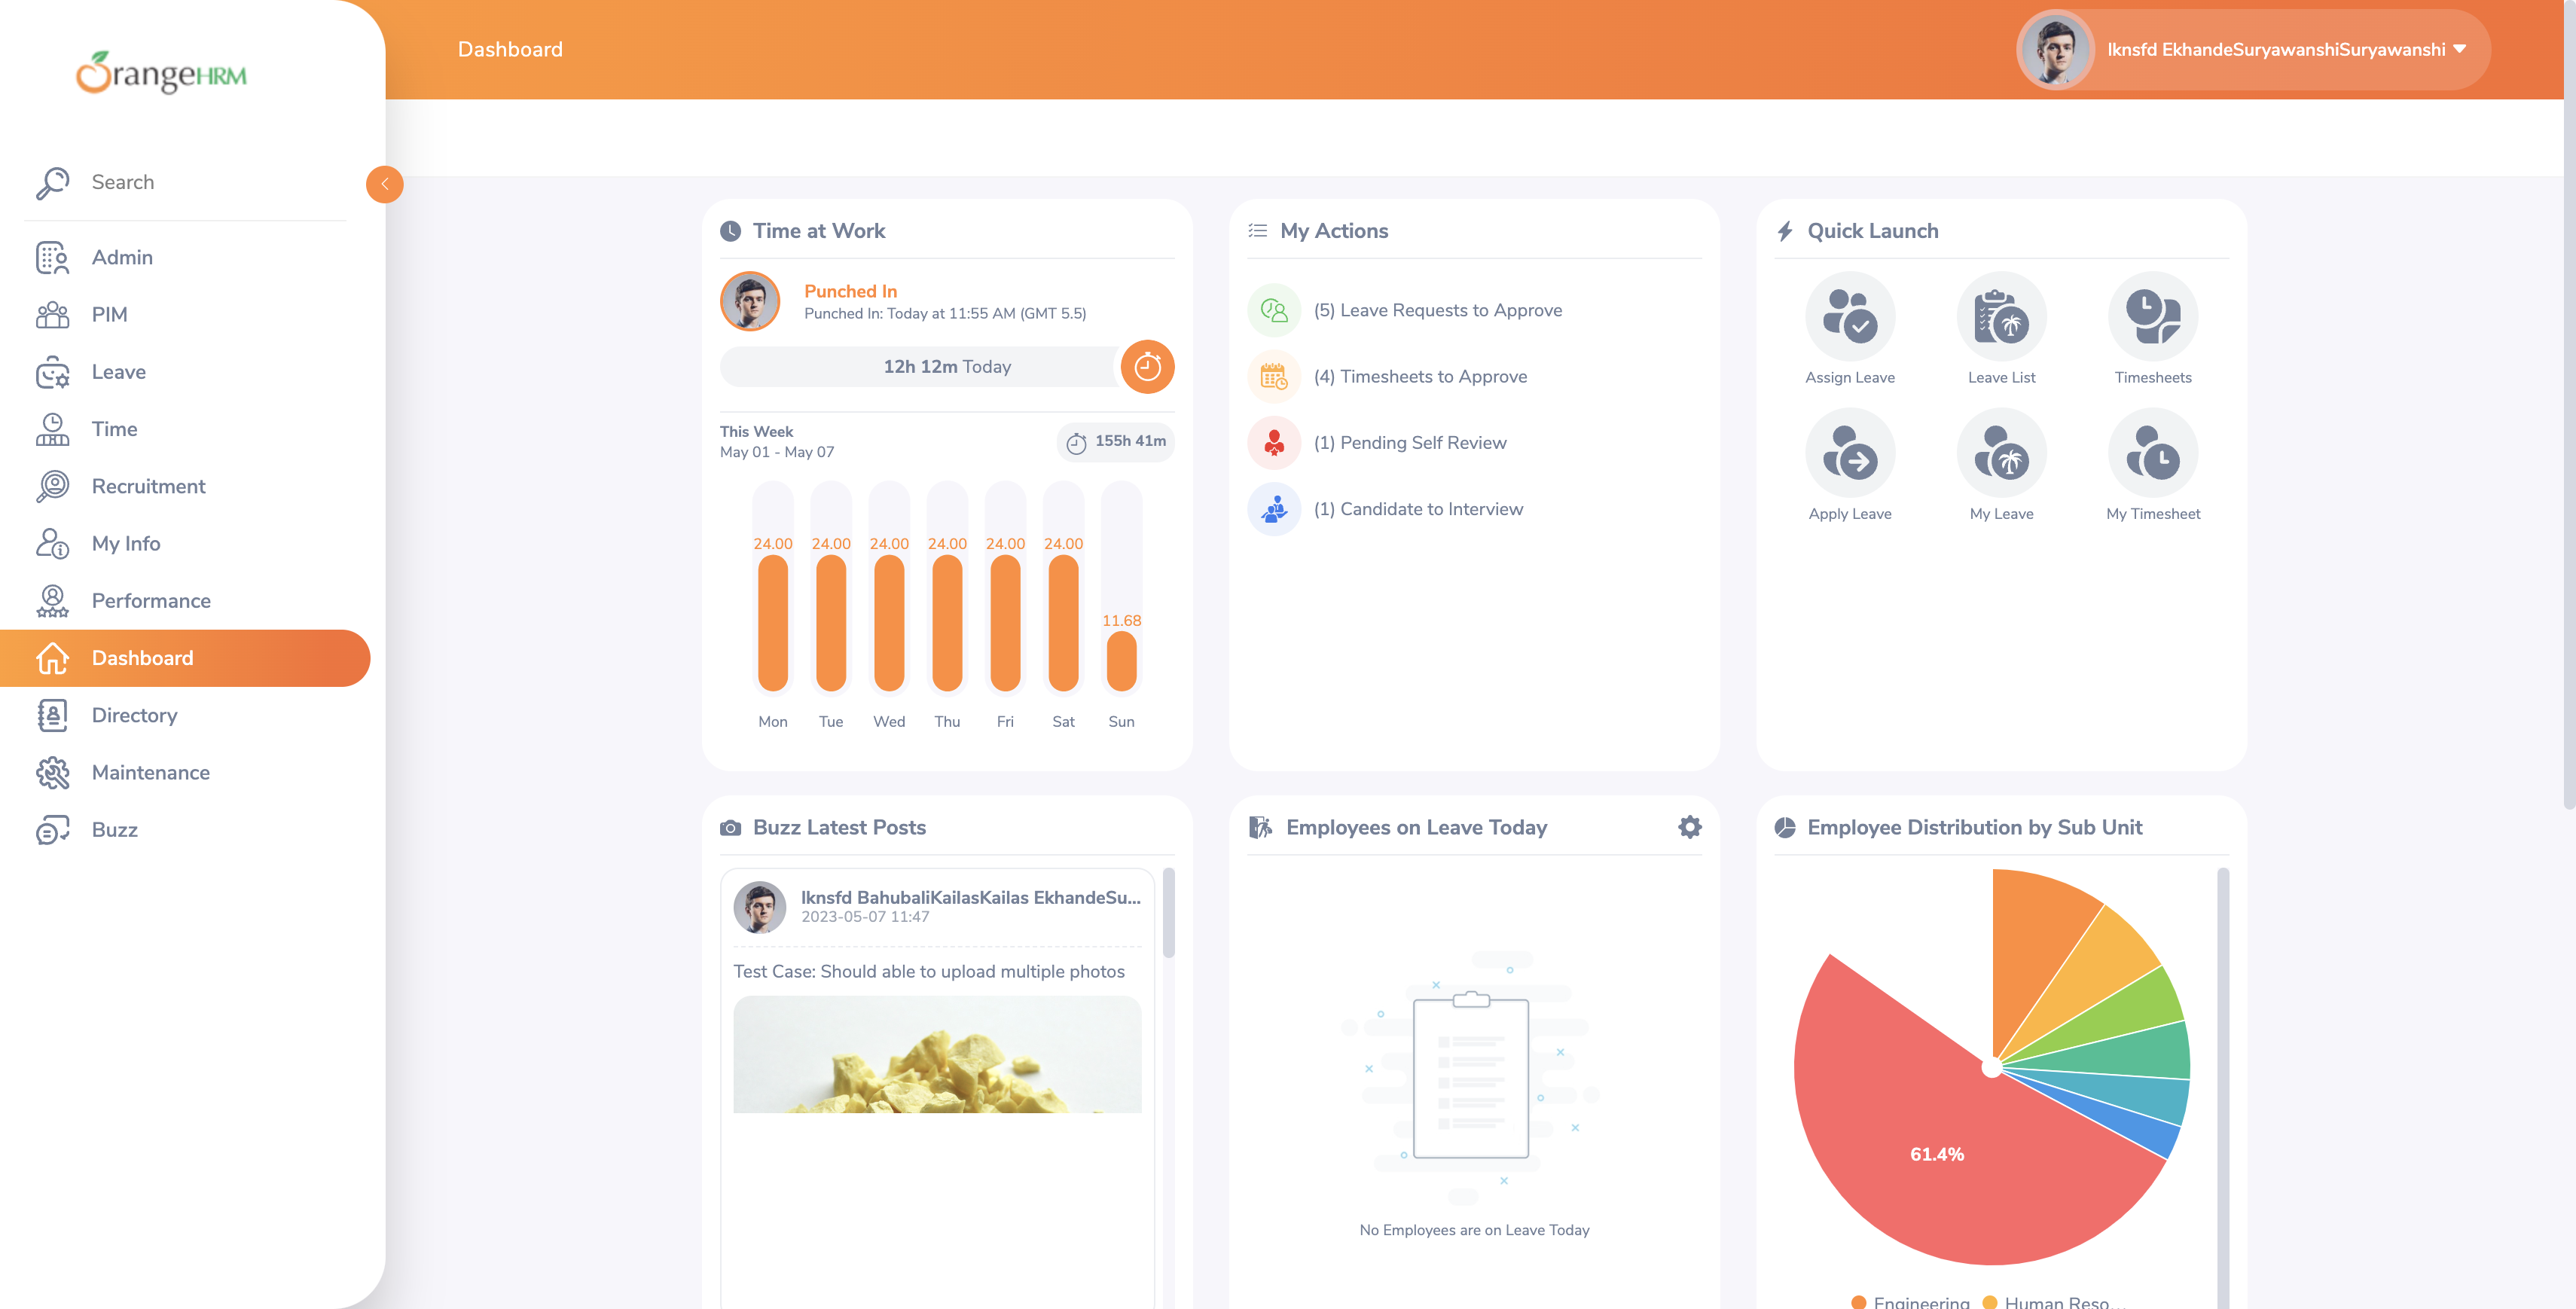 OrangeHRM
Search
Admin
PIM
Leave
Time
Recruitment
My Info
Performance
Dashboard
Directory
Maintenance
Buzz
Dashboard
lknsfd EkhandeSuryawanshiSuryawanshi
Time at Work
Punched In
Punched In: Today at 11:55 AM (GMT 5.5)
12h 12m Today
This Week
May 01 - May 07
155h 41m
24.00 24.00 24.00 24.00 24.00 24.00
11.68
Mon Tue Wed Thu Fri Sat Sun
My Actions
(5) Leave Requests to Approve
(4) Timesheets to Approve
(1) Pending Self Review
(1) Candidate to Interview
Quick Launch
Assign Leave Leave List Timesheets
Apply Leave My Leave My Timesheet
Buzz Latest Posts
lknsfd BahubaliKailasKailas EkhandeSu...
2023-05-07 11:47
Test Case: Should able to upload multiple photos
Employees on Leave Today
No Employees are on Leave Today
Employee Distribution by Sub Unit
61.4%
Engineering Human Reso...